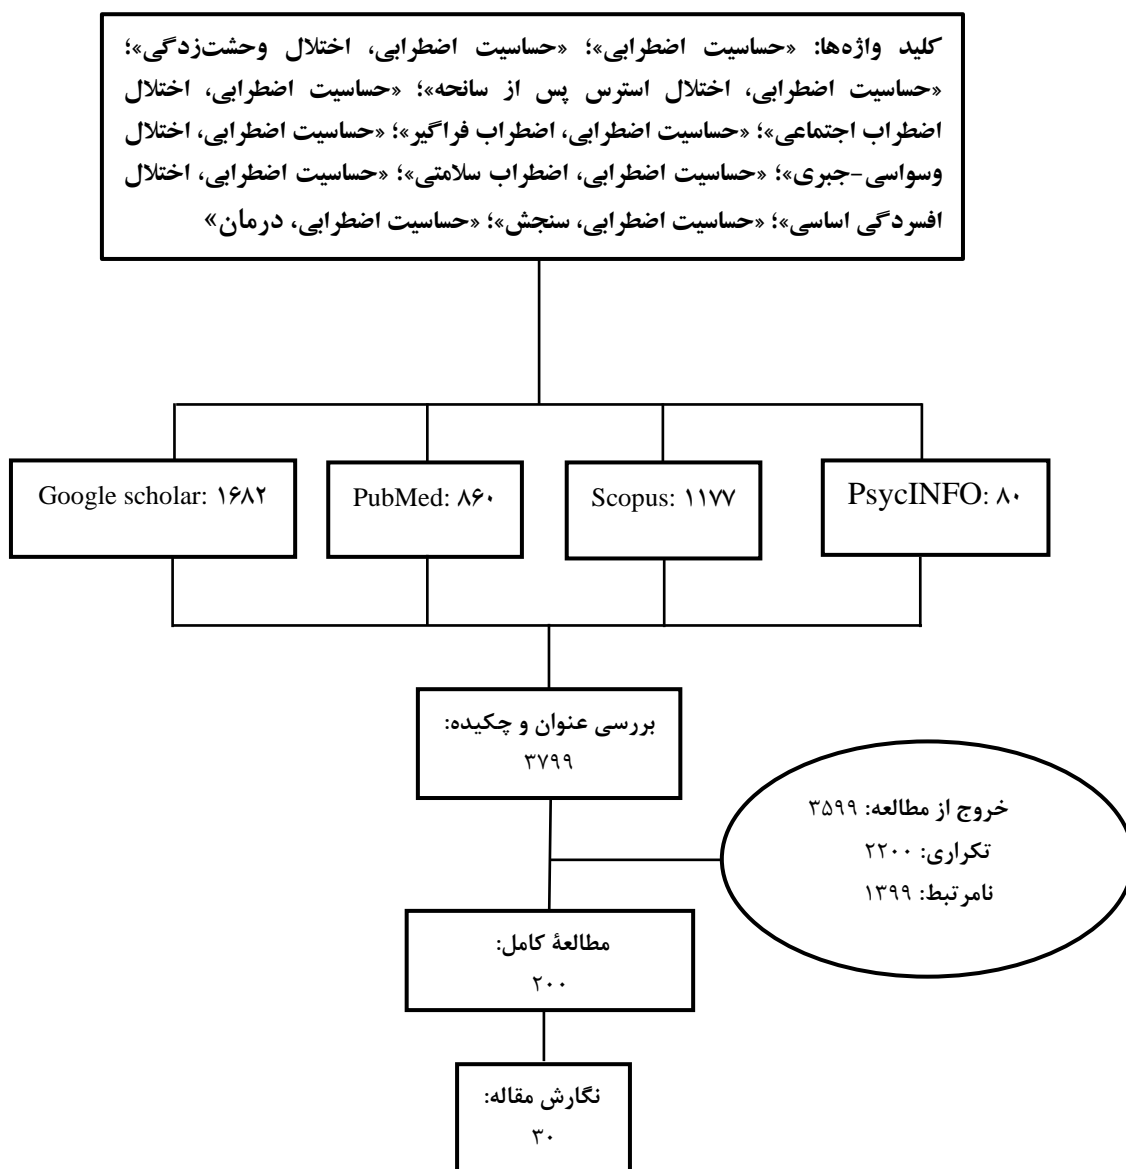 کلید واژه‌ها: «حساسیت اضطرابی»؛ «حساسیت اضطرابی، اختلال وحشت‌زدگی»؛
«حساسیت اضطرابی، اختلال استرس پس از سانحه»؛ «حساسیت اضطرابی، اختلال
اضطراب اجتماعی»؛ «حساسیت اضطرابی، اضطراب فراگیر»؛ «حساسیت اضطرابی، اختلال
وسواسی-جبری»؛ «حساسیت اضطرابی، اضطراب سلامتی»؛ «حساسیت اضطرابی، اختلال
افسردگی اساسی»؛ «حساسیت اضطرابی، سنجش»؛ «حساسیت اضطرابی، درمان»
Google scholar: ۱۶۸۲
PubMed: ۸۶۰
Scopus: ۱۱۷۷
PsycINFO: ۸۰
بررسی عنوان و چکیده:
۳۷۹۹
خروج از مطالعه: ۳۵۹۹
تکراری: ۲۲۰۰
نامرتبط: ۱۳۹۹
مطالعهٔ کامل:
۲۰۰
نگارش مقاله:
۳۰